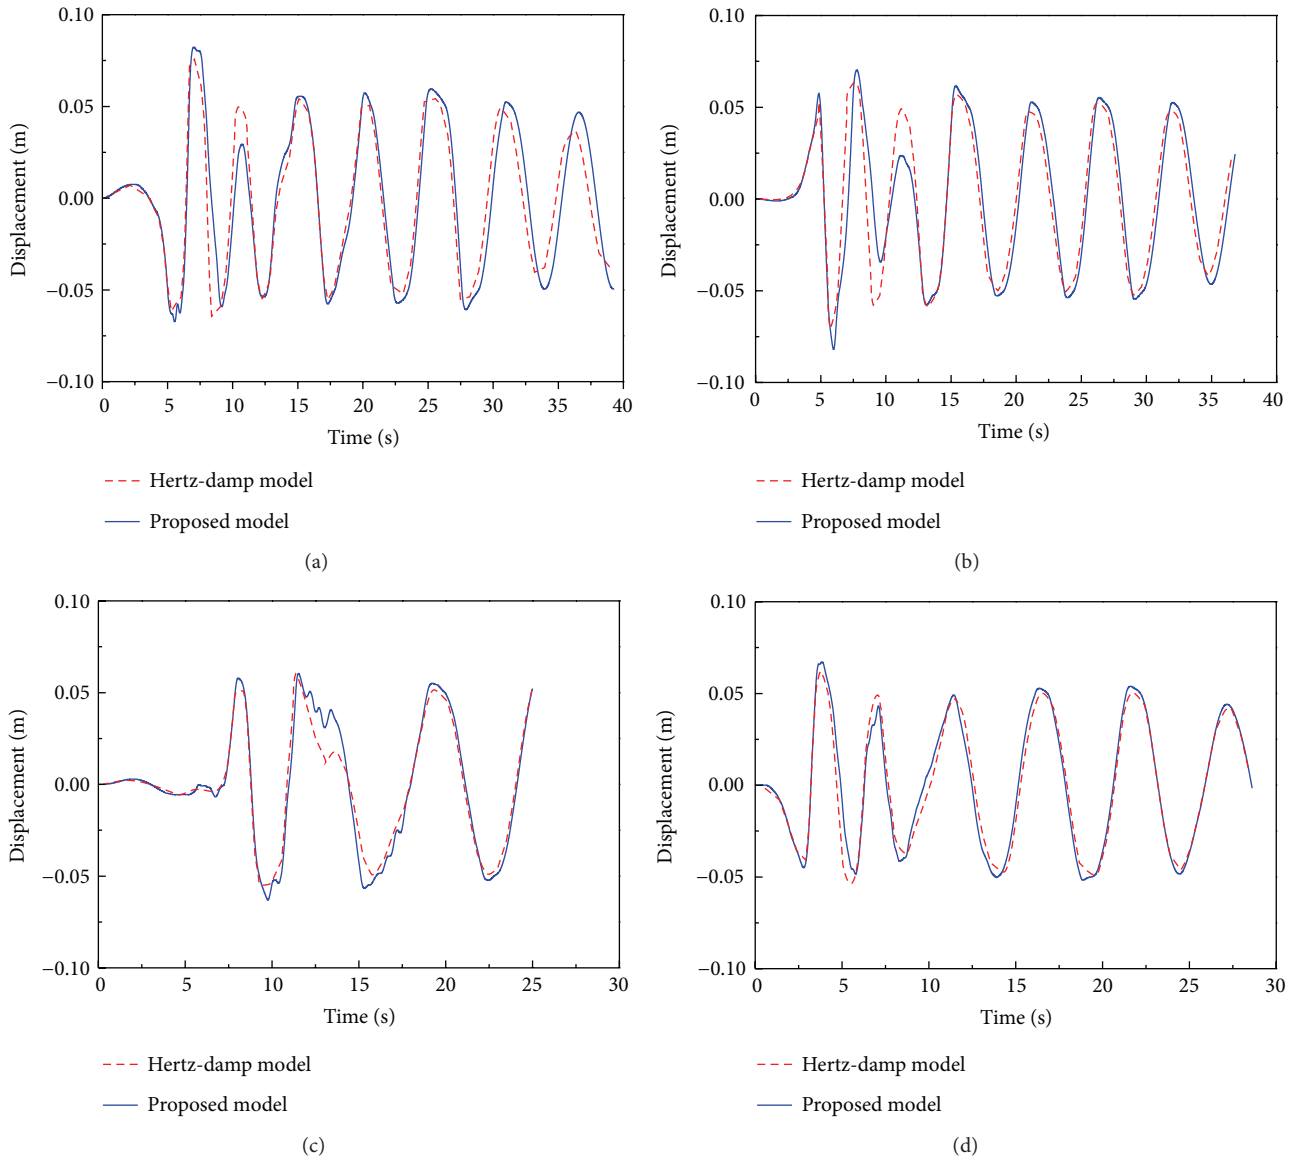 0.10
0.05
0.00
−0.05
−0.10
Displacement (m)
0 5 10 15 20 25 30 35 40
Time (s)
Hertz-damp model
Proposed model
(a)
0.10
0.05
0.00
−0.05
−0.10
Displacement (m)
0 5 10 15 20 25 30 35 40
Time (s)
Hertz-damp model
Proposed model
(b)
0.10
0.05
0.00
−0.05
−0.10
Displacement (m)
0 5 10 15 20 25 30
Time (s)
Hertz-damp model
Proposed model
(c)
0.10
0.05
0.00
−0.05
−0.10
Displacement (m)
0 5 10 15 20 25 30
Time (s)
Hertz-damp model
Proposed model
(d)